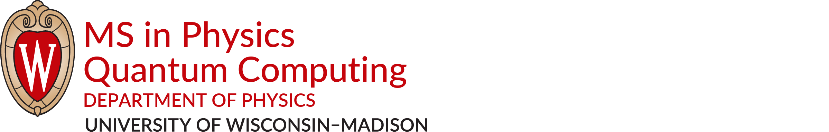 W
MS in Physics
Quantum Computing
DEPARTMENT OF PHYSICS
UNIVERSITY OF WISCONSIN–MADISON